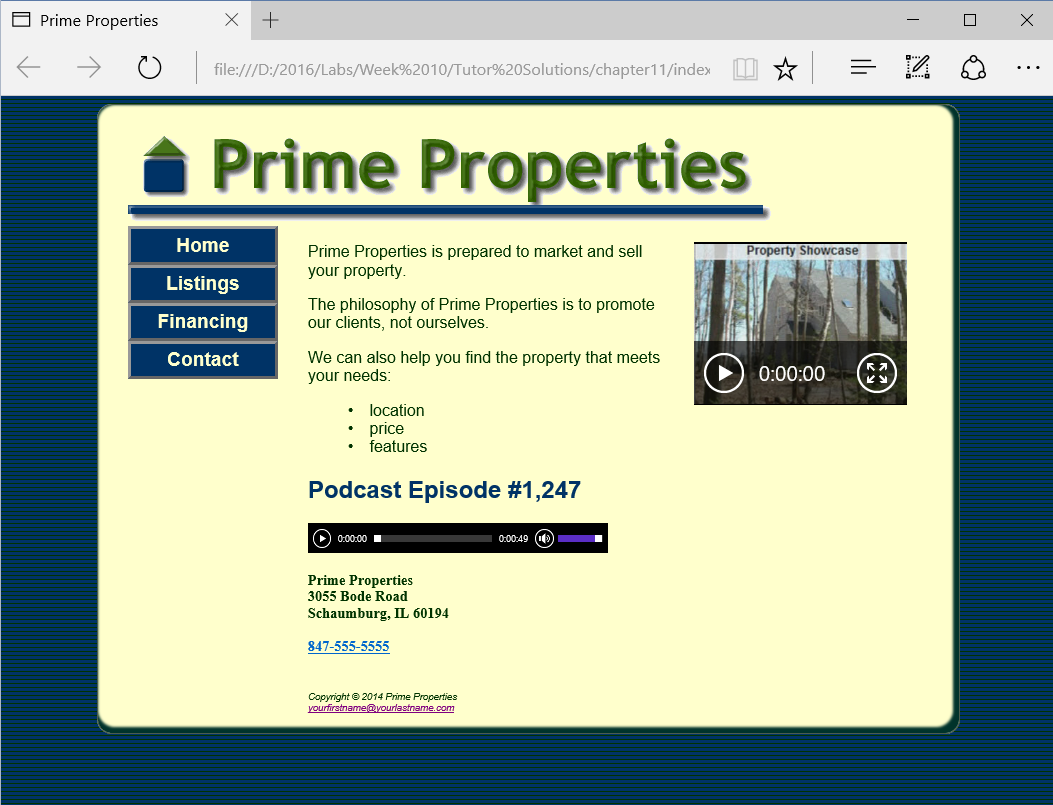 Prime Properties
file:///D:/2016/Labs/Week%2010/Tutor%20Solutions/chapter11/index
Prime Properties
Home
Listings
Financing
Contact
Prime Properties is prepared to market and sell
your property.
The philosophy of Prime Properties is to promote
our clients, not ourselves.
We can also help you find the property that meets
your needs:
• location
• price
• features
Property Showcase
0:00:00
Podcast Episode #1,247
0:00:00 0:00:49
Prime Properties
3055 Bode Road
Schaumburg, IL 60194
847-555-5555
Copyright © 2014 Prime Properties
yourfirstname@yourlastname.com